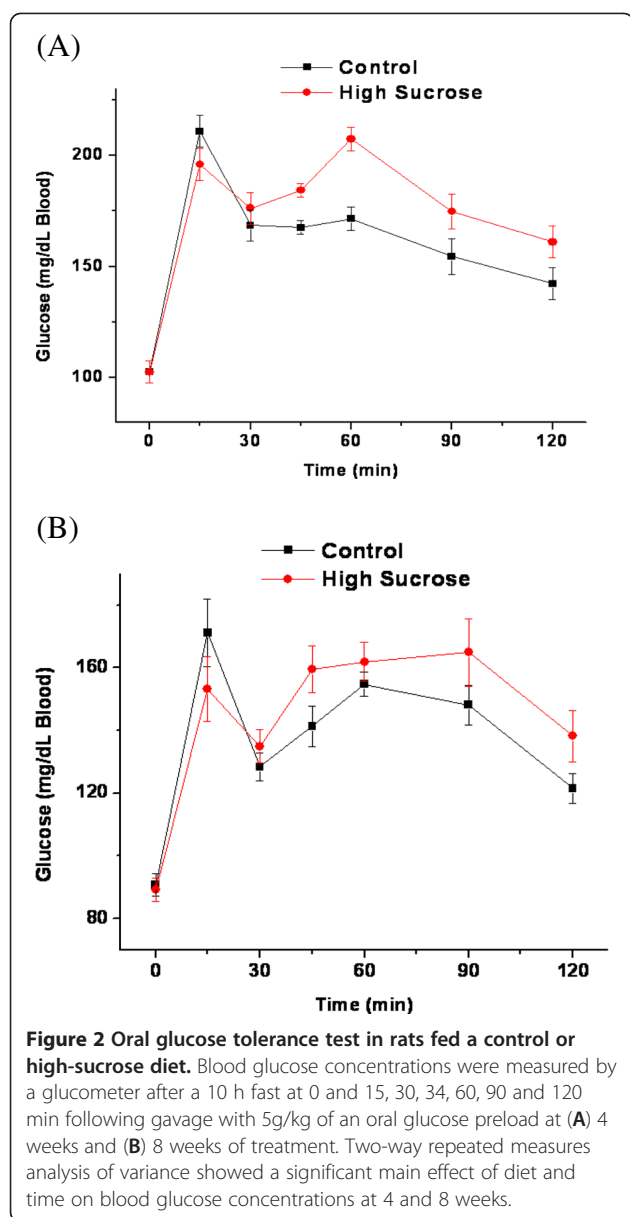 (A)
Control
High Sucrose
200
150
100
Glucose (mg/dL Blood)
0 30 60 90 120
Time (min)
(B)
Control
High Sucrose
160
120
80
Glucose (mg/dL Blood)
0 30 60 90 120
Time (min)
Figure 2 Oral glucose tolerance test in rats fed a control or
high-sucrose diet. Blood glucose concentrations were measured by
a glucometer after a 10 h fast at 0 and 15, 30, 34, 60, 90 and 120
min following gavage with 5g/kg of an oral glucose preload at (A) 4
weeks and (B) 8 weeks of treatment. Two-way repeated measures
analysis of variance showed a significant main effect of diet and
time on blood glucose concentrations at 4 and 8 weeks.